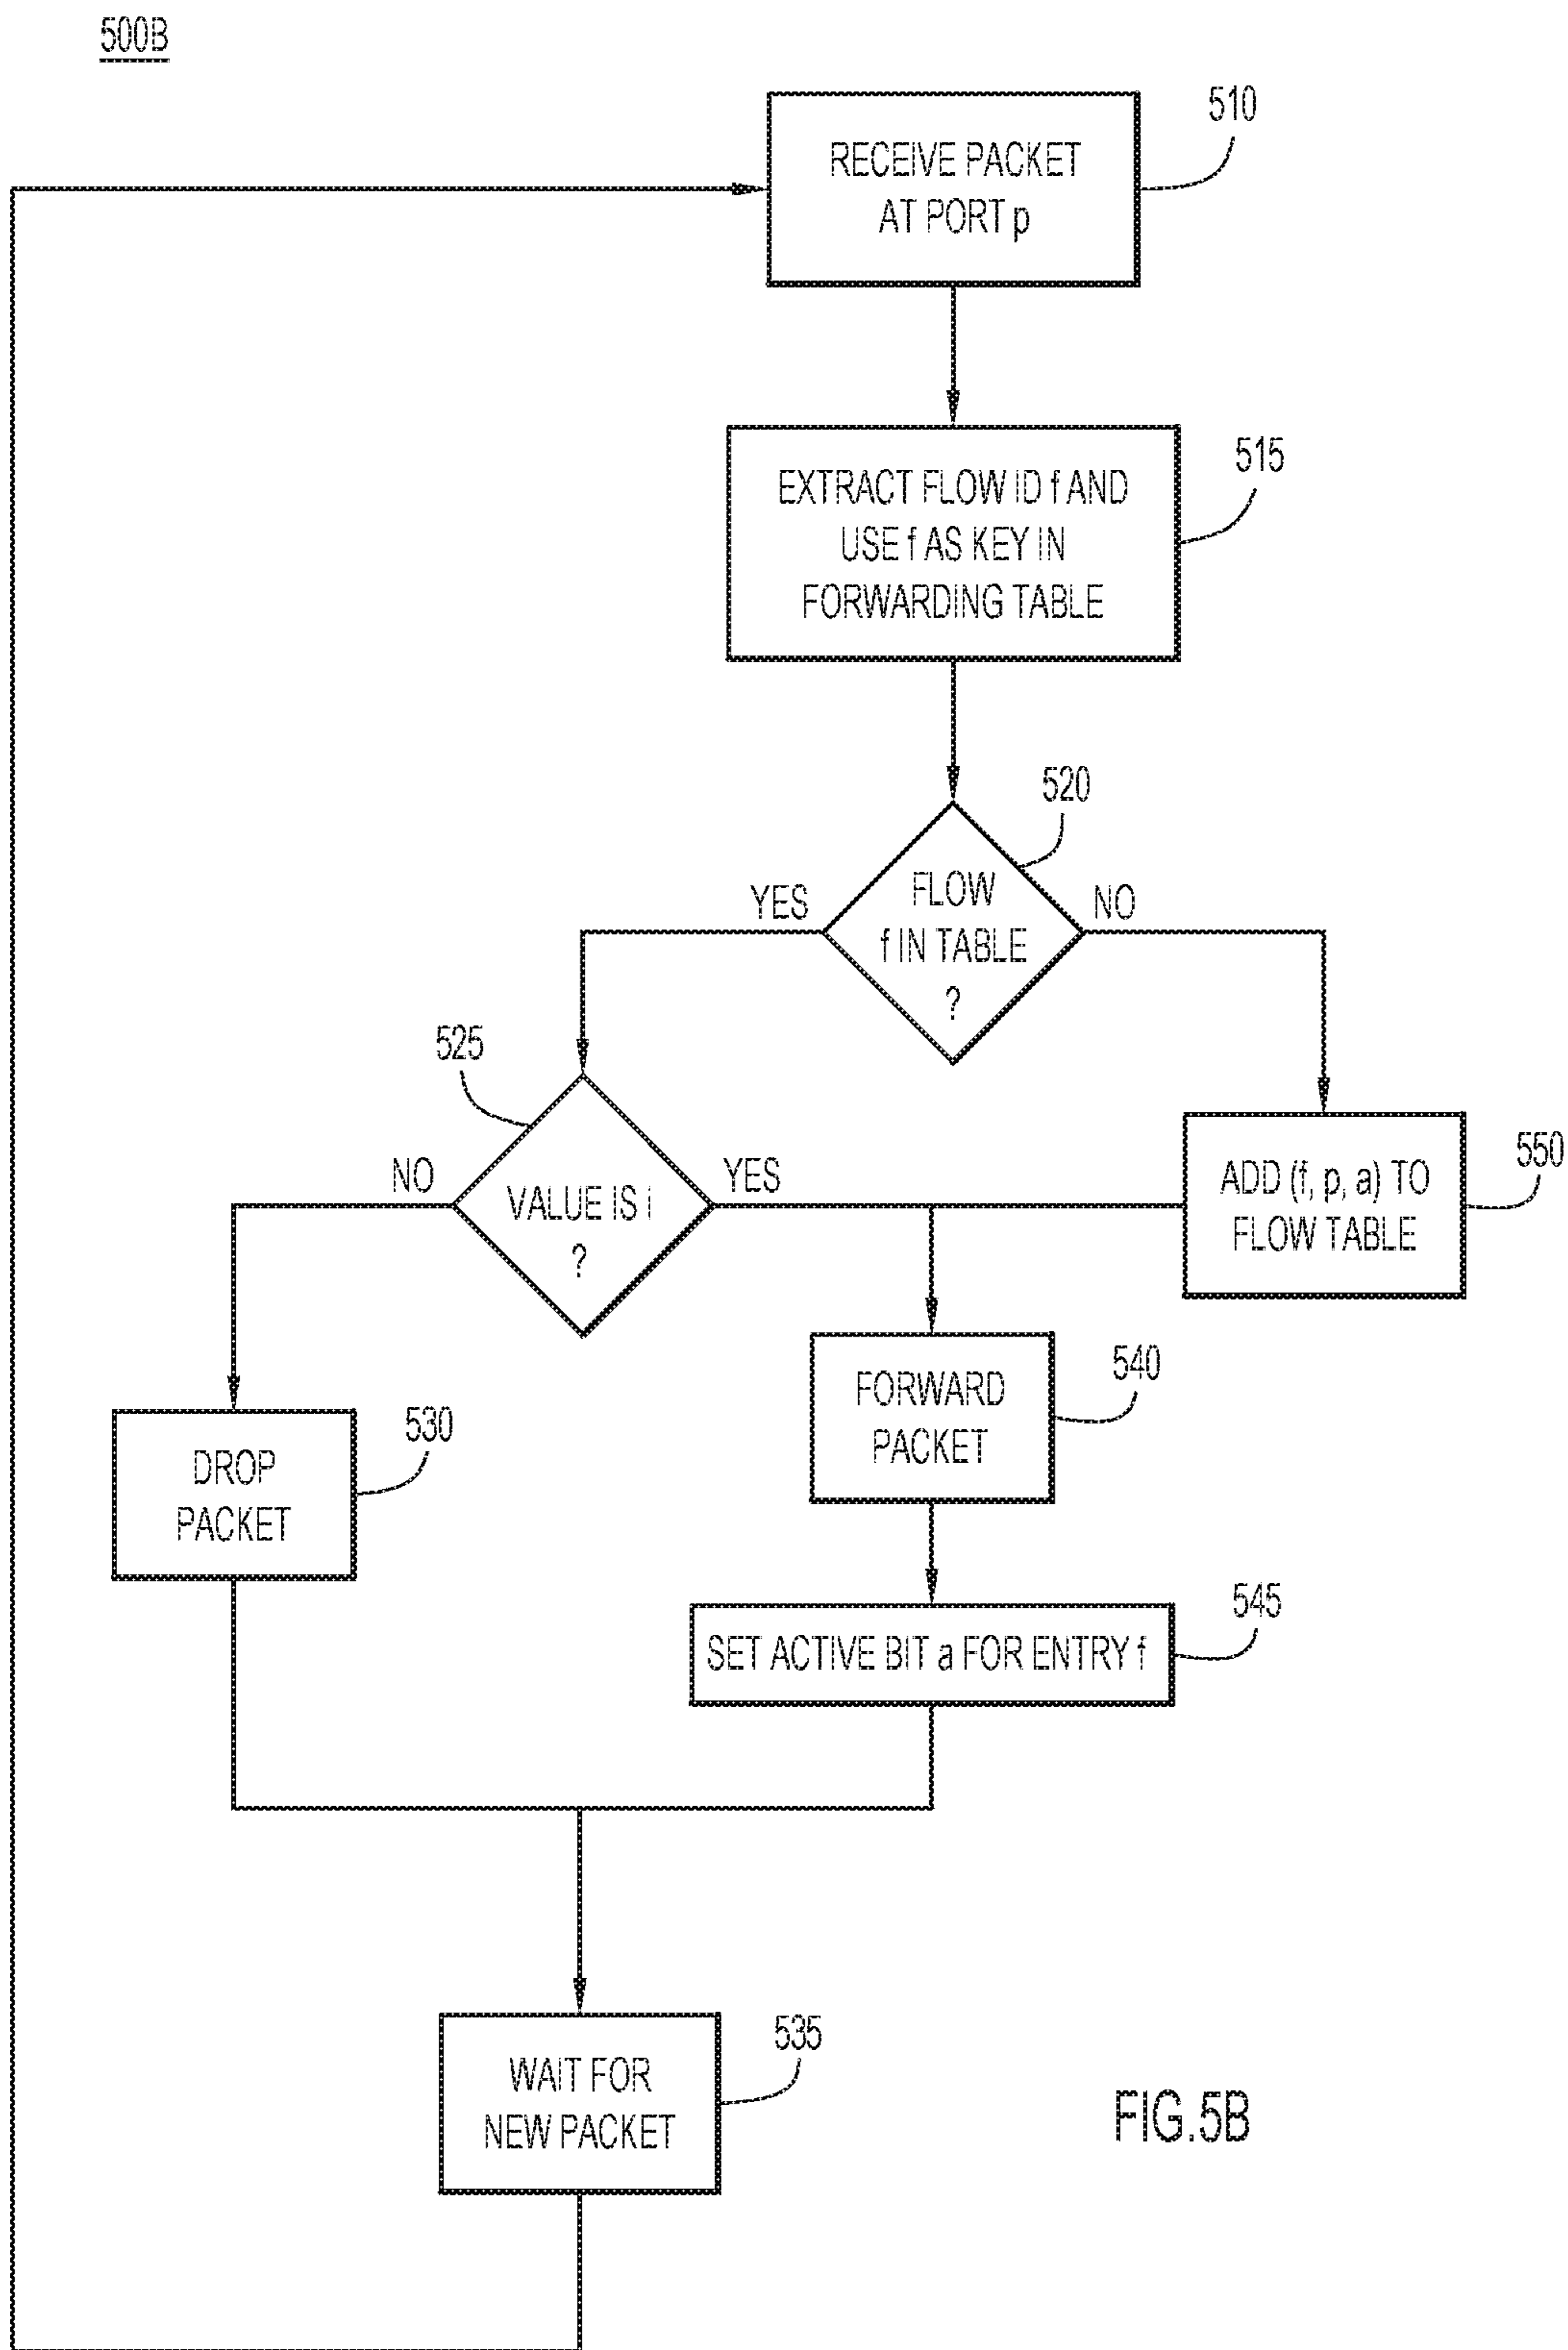 500B
510
RECEIVE PACKET
AT PORT p
515
EXTRACT FLOW ID f AND
USE f AS KEY IN
FORWARDING TABLE
520
FLOW
f IN TABLE
?
YES
NO
525
VALUE IS i
?
NO
YES
550
ADD (f, p, a) TO
FLOW TABLE
530
DROP
PACKET
540
FORWARD
PACKET
545
SET ACTIVE BIT a FOR ENTRY f
535
WAIT FOR
NEW PACKET
FIG.5B